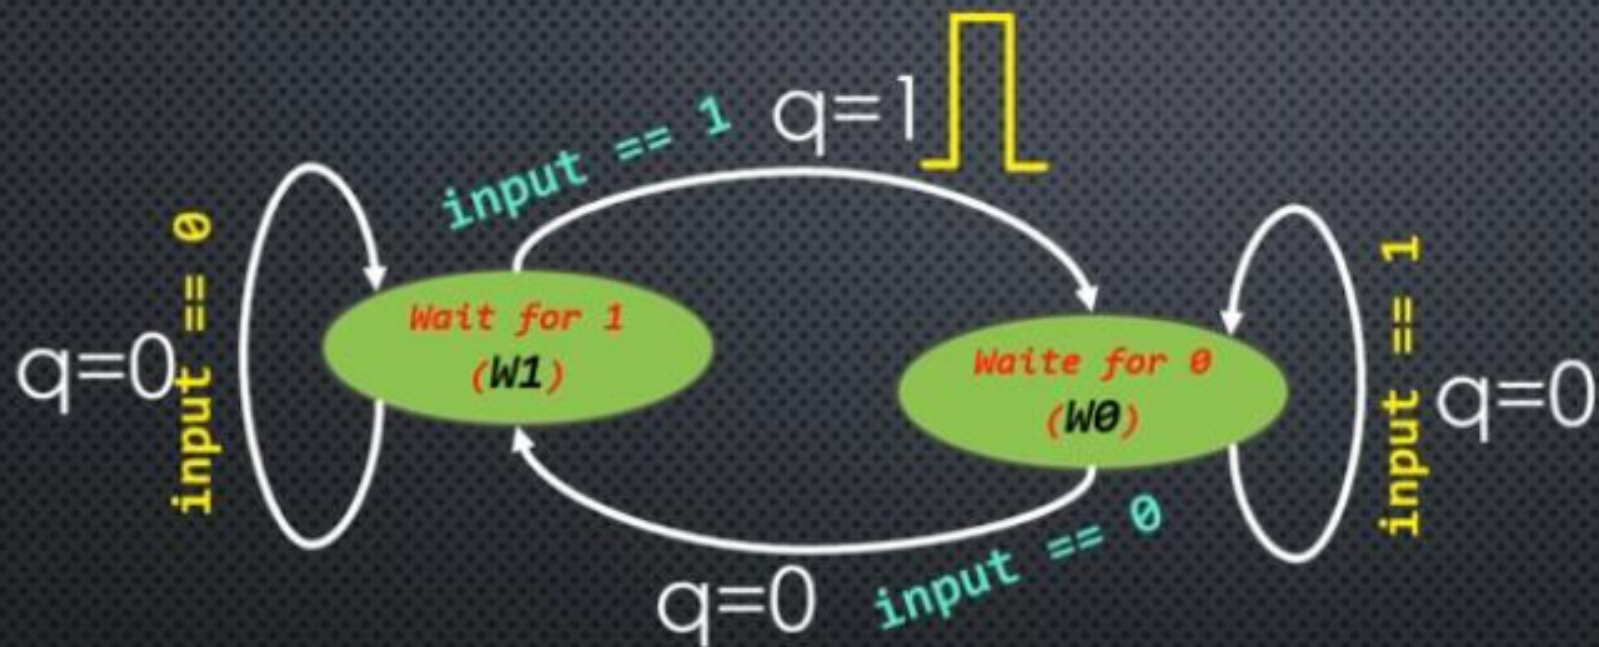 input == 1
q=1
input == 0
q=0
Wait for 1
(W1)
Waite for 0
(W0)
input == 1
q=0
q=0
input == 0